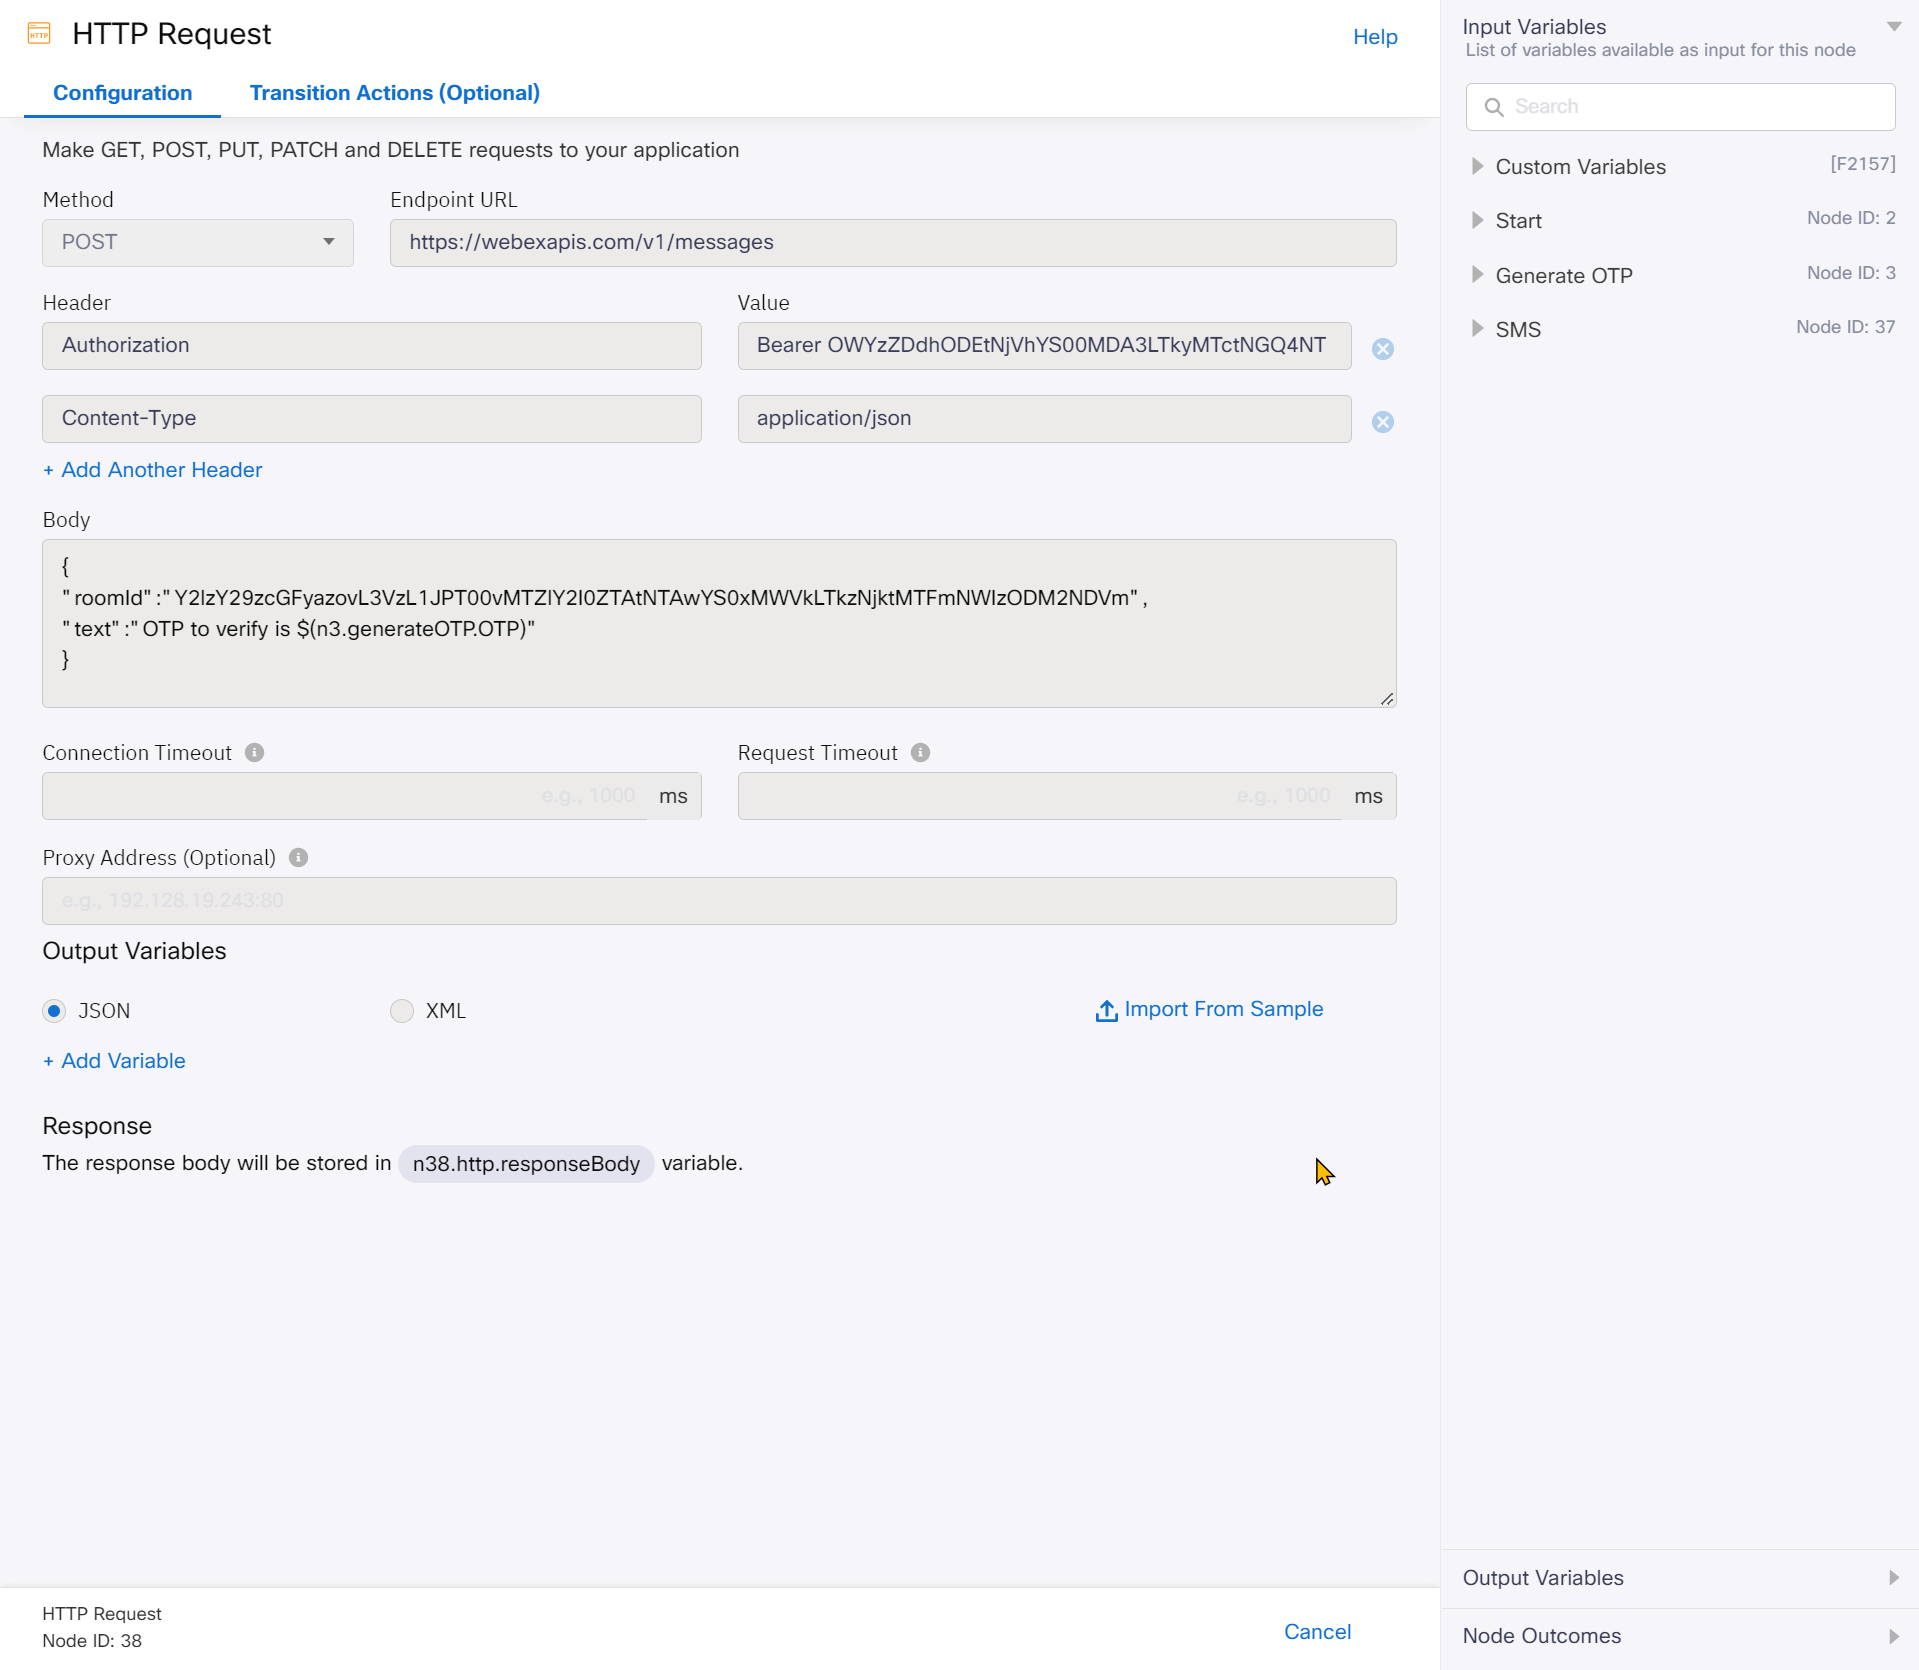 HTTP Request
Help
Configuration
Transition Actions (Optional)
Make GET, POST, PUT, PATCH and DELETE requests to your application
Method
Endpoint URL
POST
https://webexapis.com/v1/messages
Header
Value
Authorization
Bearer OWYzZDdhODEtNjVhYS00MDA3LTkyMTctNGQ4NT
Content-Type
application/json
+ Add Another Header
Body
{
"roomId":"Y2lzY29zcGFyazovL3VzL1JPT00vMTZlY2I0ZTAtNTAwYS0xMWVkLTkzNjktMTFmNWIzODM2NDVm",
"text":"OTP to verify is $(n3.generateOTP.OTP)"
}
Connection Timeout
Request Timeout
e.g., 1000 ms
e.g., 1000 ms
Proxy Address (Optional)
e.g., 192.128.19.243:80
Output Variables
JSON
XML
Import From Sample
+ Add Variable
Response
The response body will be stored in n38.http.responseBody variable.
HTTP Request
Node ID: 38
Cancel
Input Variables
List of variables available as input for this node
Search
Custom Variables [F2157]
Start Node ID: 2
Generate OTP Node ID: 3
SMS Node ID: 37
Output Variables
Node Outcomes